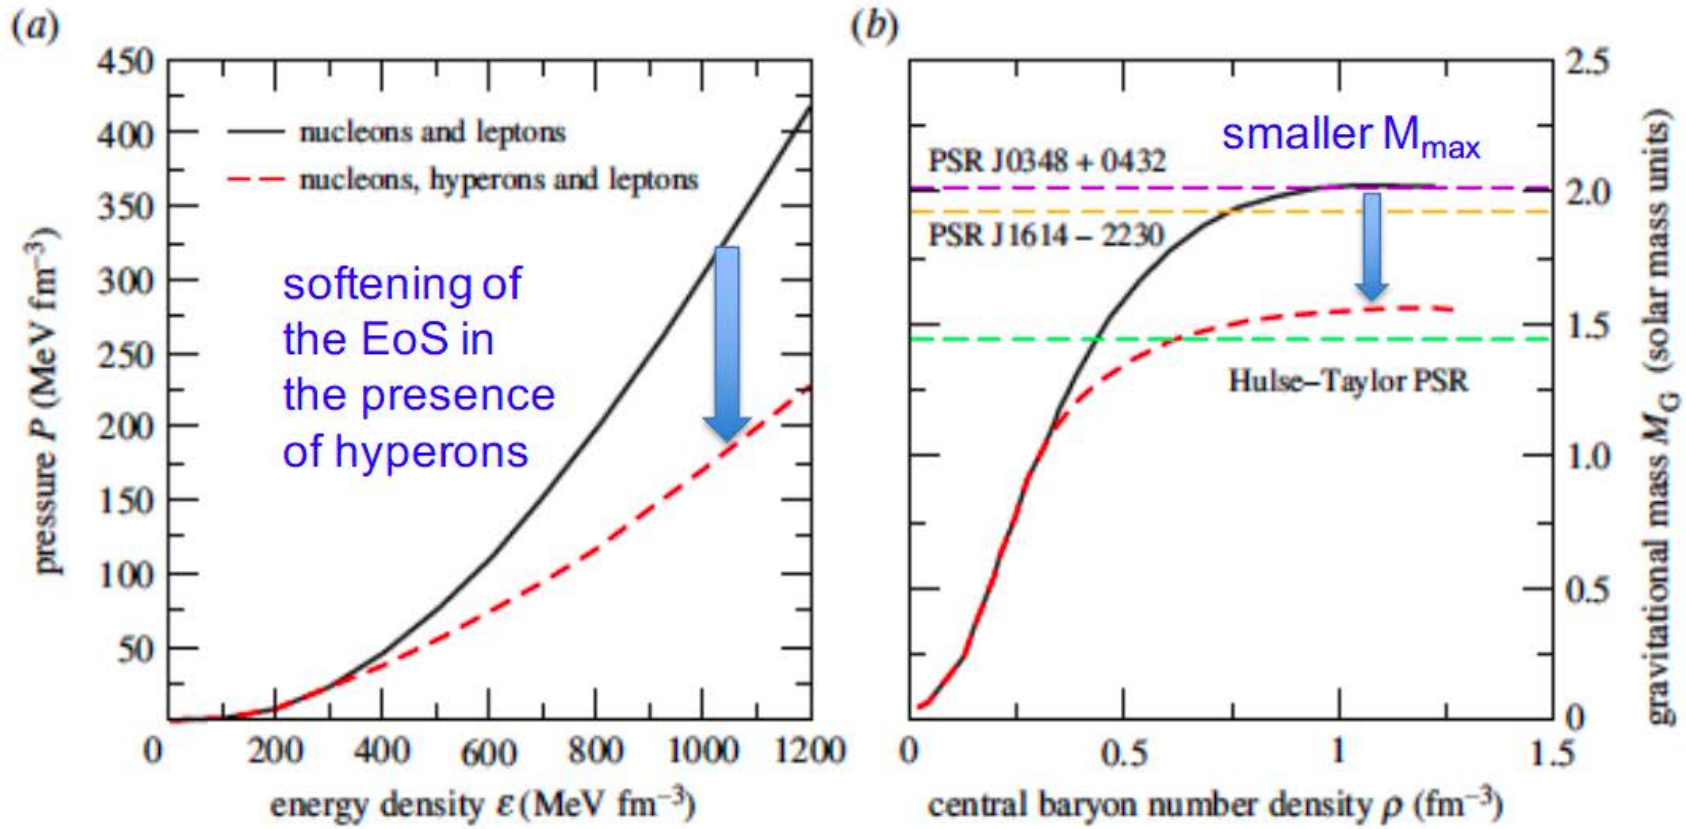 (a)
450
400
350
300
250
200
150
100
50
0
200
400
600
800
1000
1200
pressure P (MeV fm⁻³)
energy density ε (MeV fm⁻³)
nucleons and leptons
nucleons, hyperons and leptons
softening of
the EoS in
the presence
of hyperons
(b)
2.5
2.0
1.5
1.0
0.5
0
0
0.5
1
1.5
gravitational mass M_G (solar mass units)
central baryon number density ρ (fm⁻³)
smaller M_max
PSR J0348 + 0432
PSR J1614 – 2230
Hulse–Taylor PSR